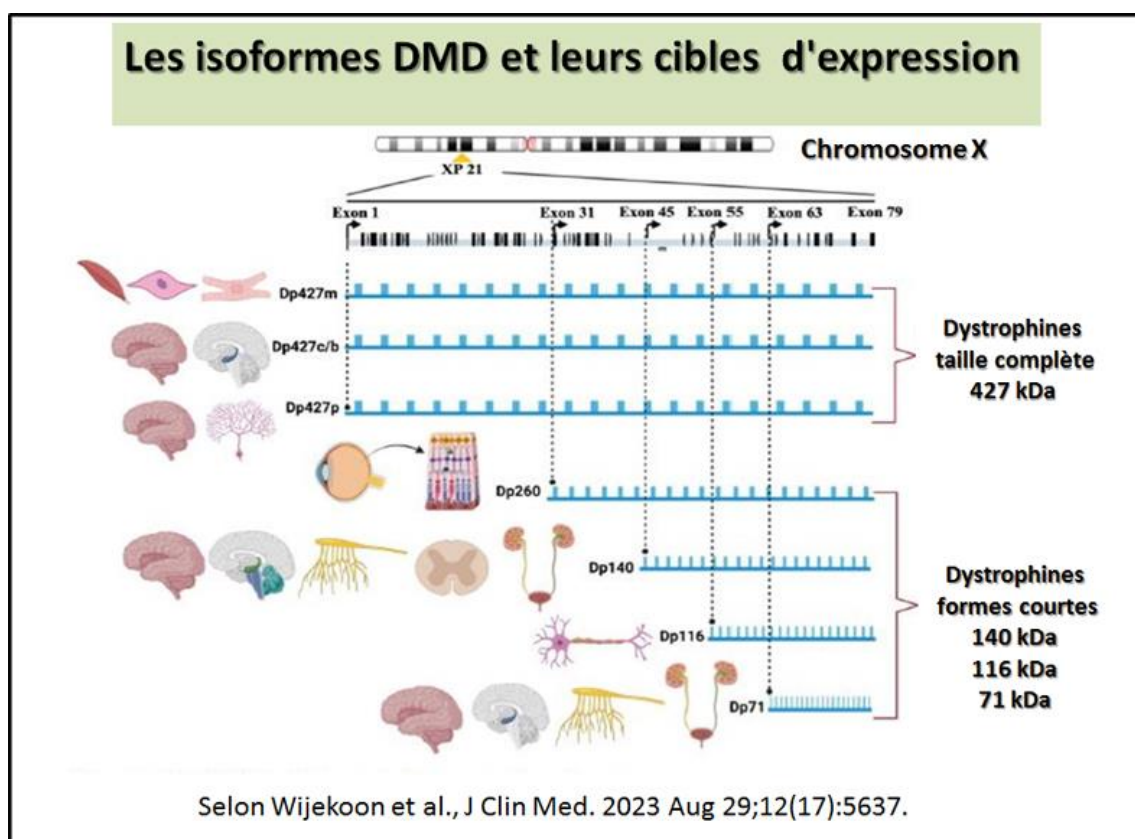 Les isoformes DMD et leurs cibles d'expression
Chromosome X
XP 21
Exon 1 Exon 31 Exon 45 Exon 55 Exon 63 Exon 79
Dp427m
Dp427c/b
Dp427p
Dystrophines
taille complète
427 kDa
Dp260
Dp140
Dp116
Dp71
Dystrophines
formes courtes
140 kDa
116 kDa
71 kDa
Selon Wijekoon et al., J Clin Med. 2023 Aug 29;12(17):5637.